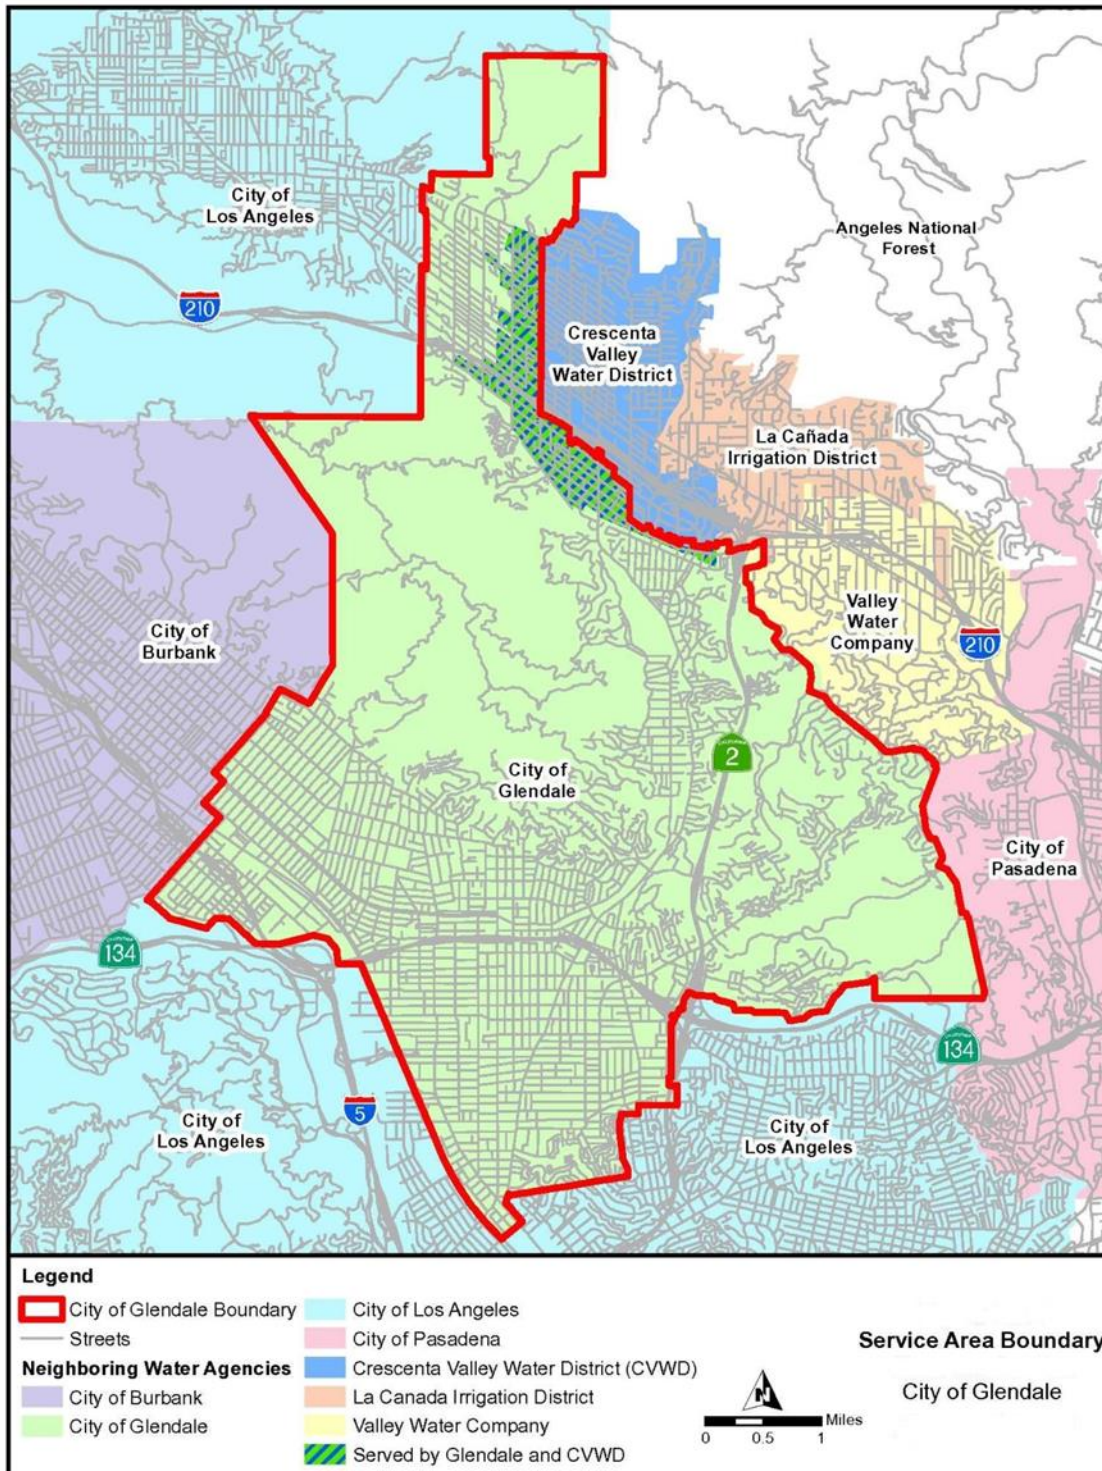 City of
Los Angeles
210
Angeles National
Forest
Crescenta
Valley
Water District
La Cañada
Irrigation District
City of
Burbank
Valley
Water
Company
210
2
City of
Glendale
City of
Pasadena
134
134
5
City of
Los Angeles
City of
Los Angeles
Legend
City of Glendale Boundary
Streets
Neighboring Water Agencies
City of Burbank
City of Glendale
City of Los Angeles
City of Pasadena
Crescenta Valley Water District (CVWD)
La Canada Irrigation District
Valley Water Company
Served by Glendale and CVWD
N
Miles
0 0.5 1
Service Area Boundary
City of Glendale